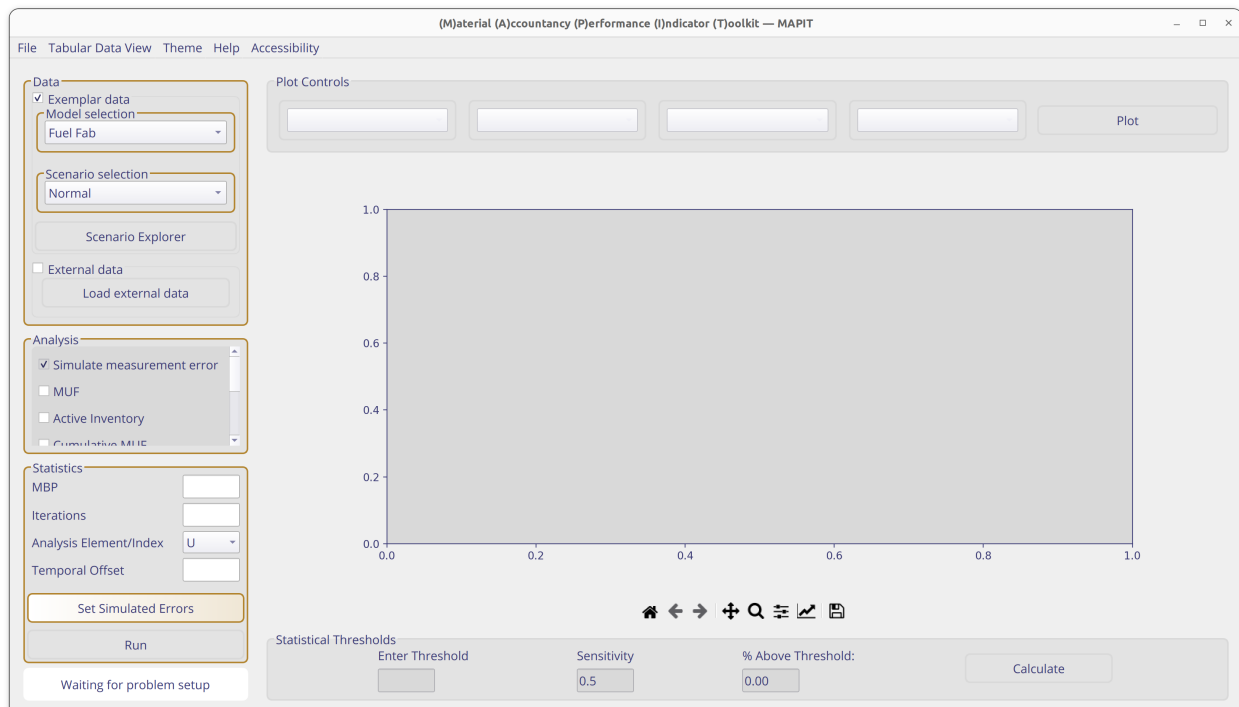 (M)aterial (A)ccountancy (P)erformance (I)ndicator (T)oolkit — MAPIT
File Tabular Data View Theme Help Accessibility
Data
Exemplar data
Model selection
Fuel Fab
Scenario selection
Normal
Scenario Explorer
External data
Load external data
Analysis
Simulate measurement error
MUF
Active Inventory
Cumulative MUF
Statistics
MBP
Iterations
Analysis Element/Index U
Temporal Offset
Set Simulated Errors
Run
Waiting for problem setup
Plot Controls
Plot
1.0
0.8
0.6
0.4
0.2
0.0
0.0 0.2 0.4 0.6 0.8 1.0
Statistical Thresholds
Enter Threshold Sensitivity % Above Threshold:
0.5 0.00 Calculate